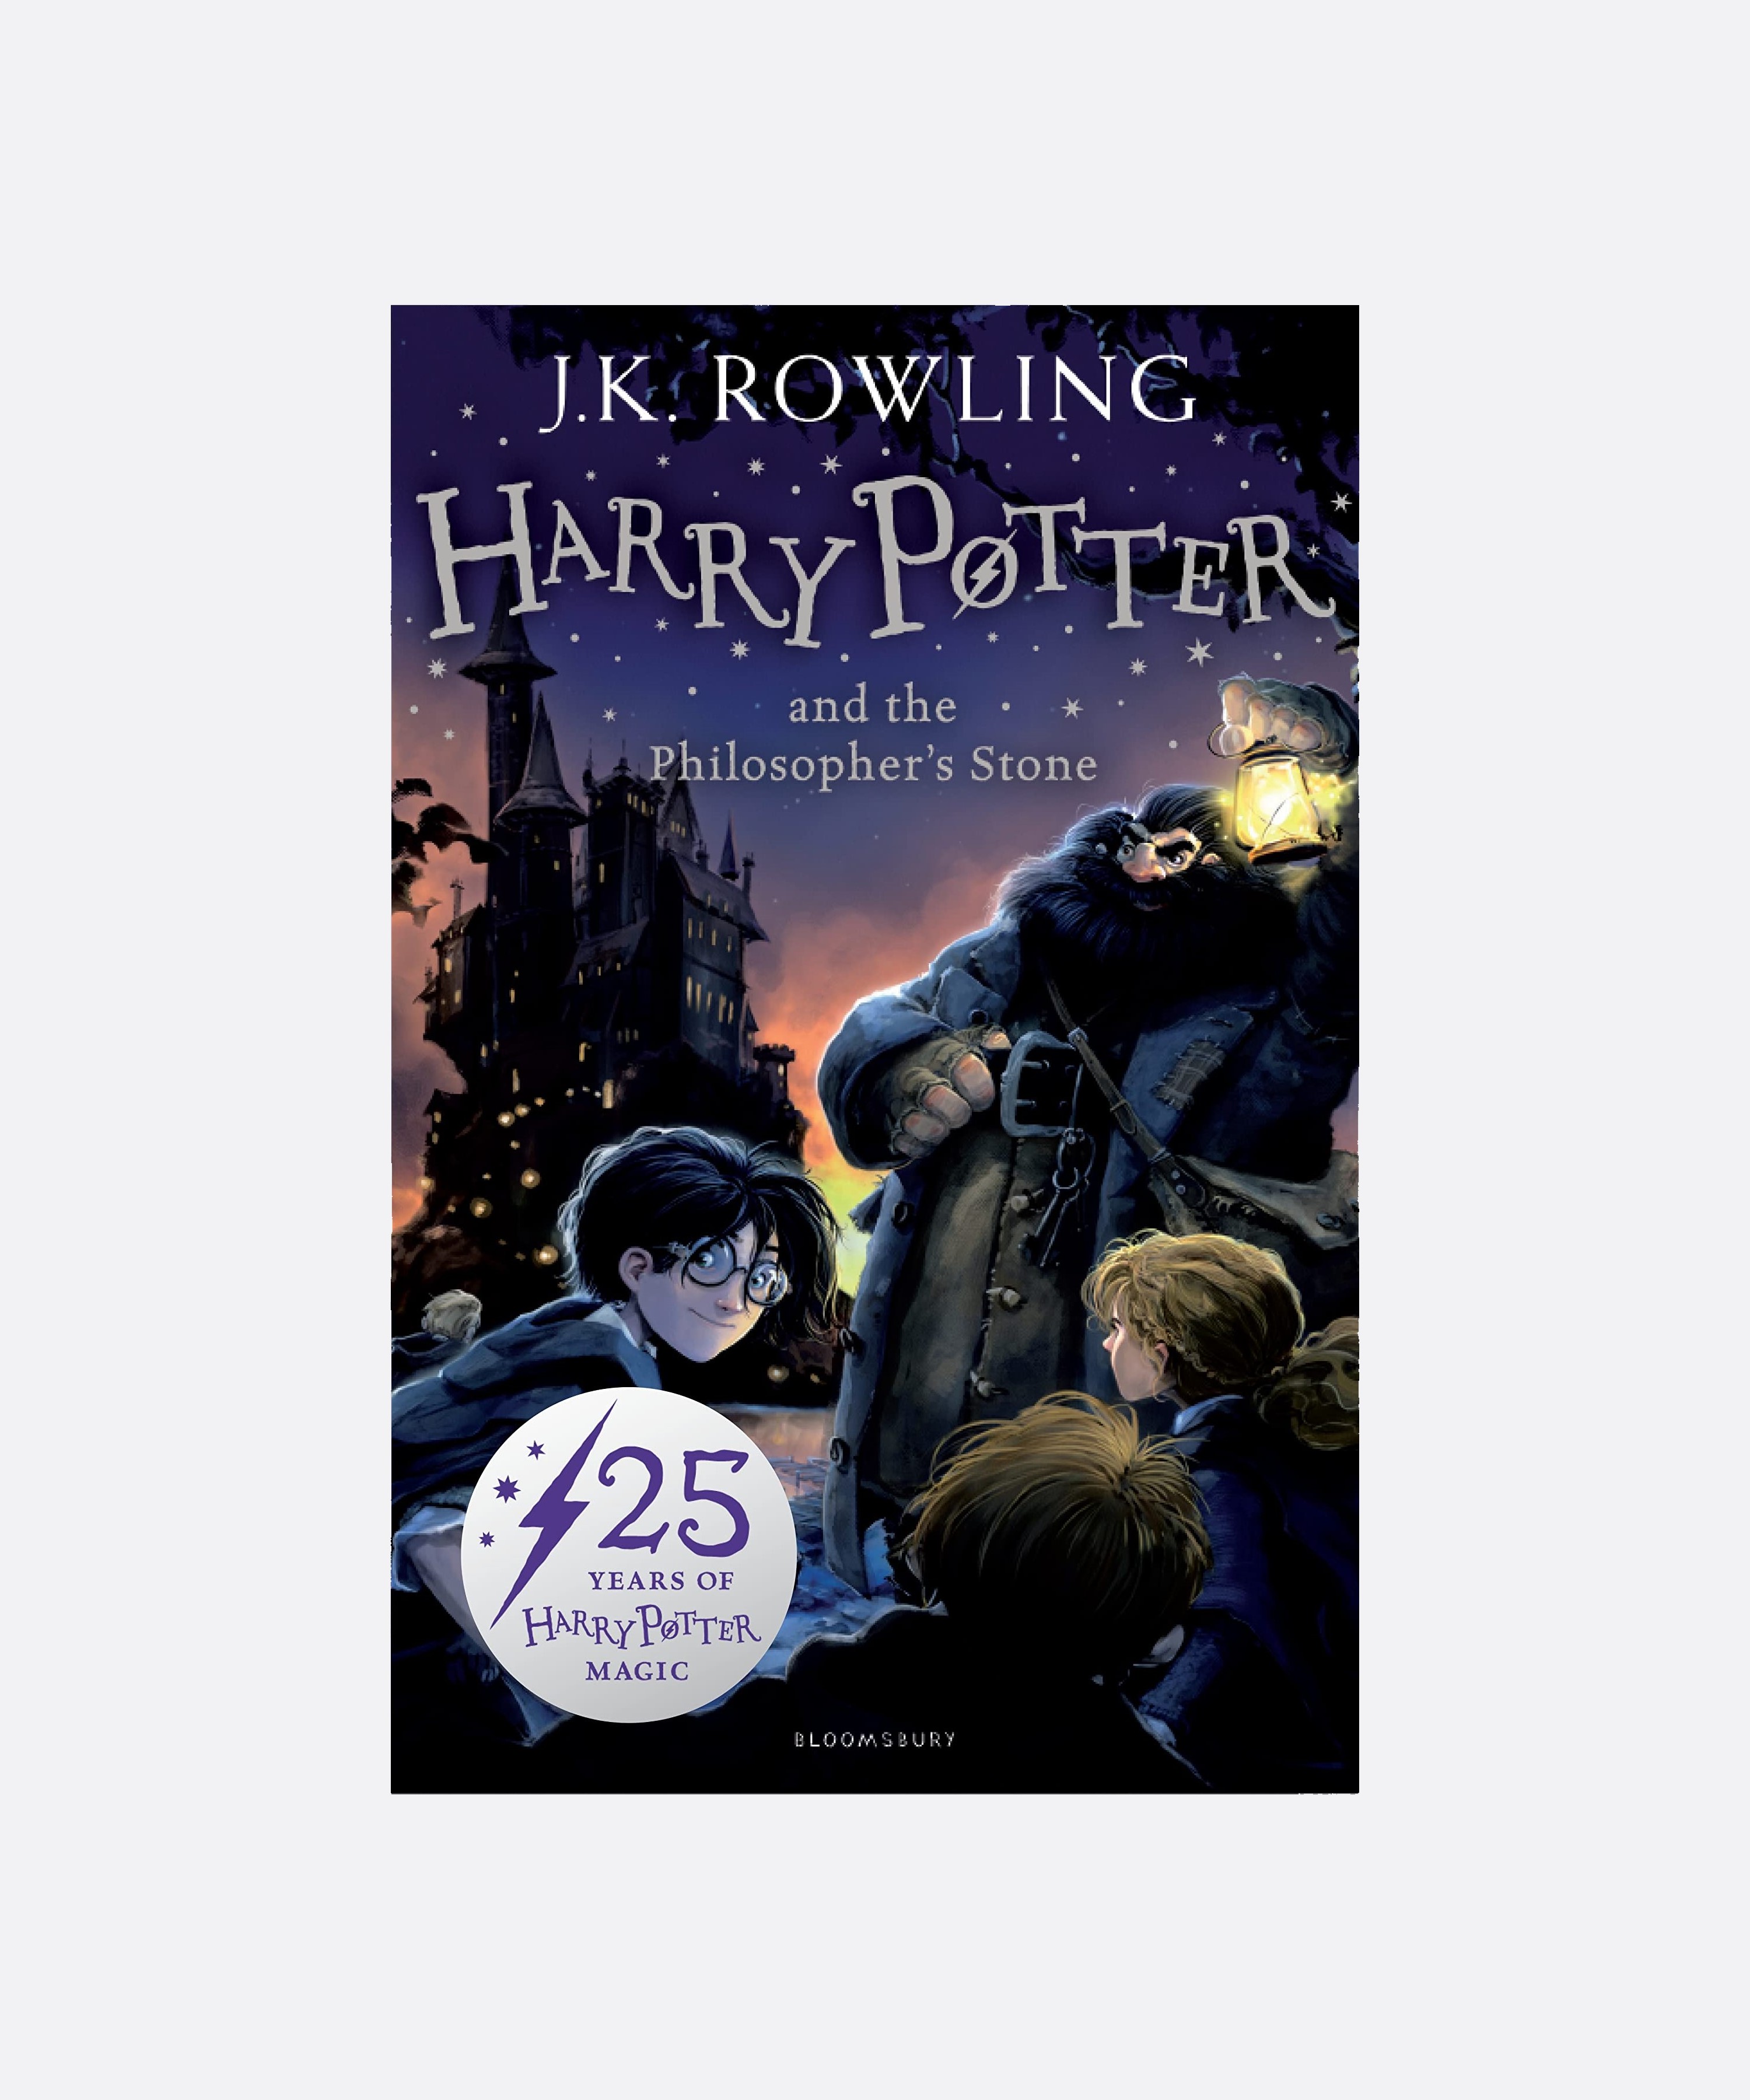 J.K. ROWLING
HARRY POTTER
and the
Philosopher's Stone
25
YEARS OF
HARRY POTTER
MAGIC
BLOOMSBURY